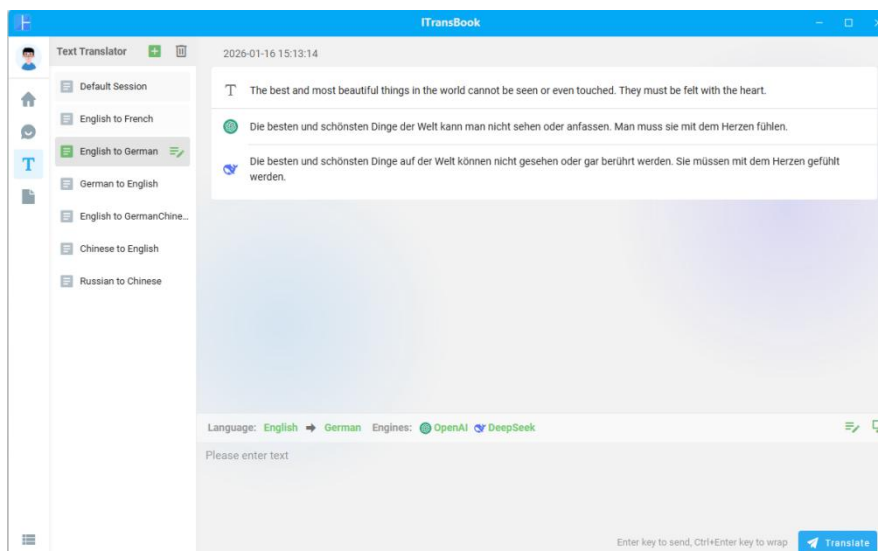 ITransBook
Text Translator
2026-01-16 15:13:14
Default Session
English to French
English to German
German to English
English to GermanChine...
Chinese to English
Russian to Chinese
T The best and most beautiful things in the world cannot be seen or even touched. They must be felt with the heart.
Die besten und schönsten Dinge der Welt kann man nicht sehen oder anfassen. Man muss sie mit dem Herzen fühlen.
Die besten und schönsten Dinge auf der Welt können nicht gesehen oder gar berührt werden. Sie müssen mit dem Herzen gefühlt
werden.
T
Language: English → German Engines: OpenAI DeepSeek
Please enter text
Enter key to send, Ctrl+Enter key to wrap Translate